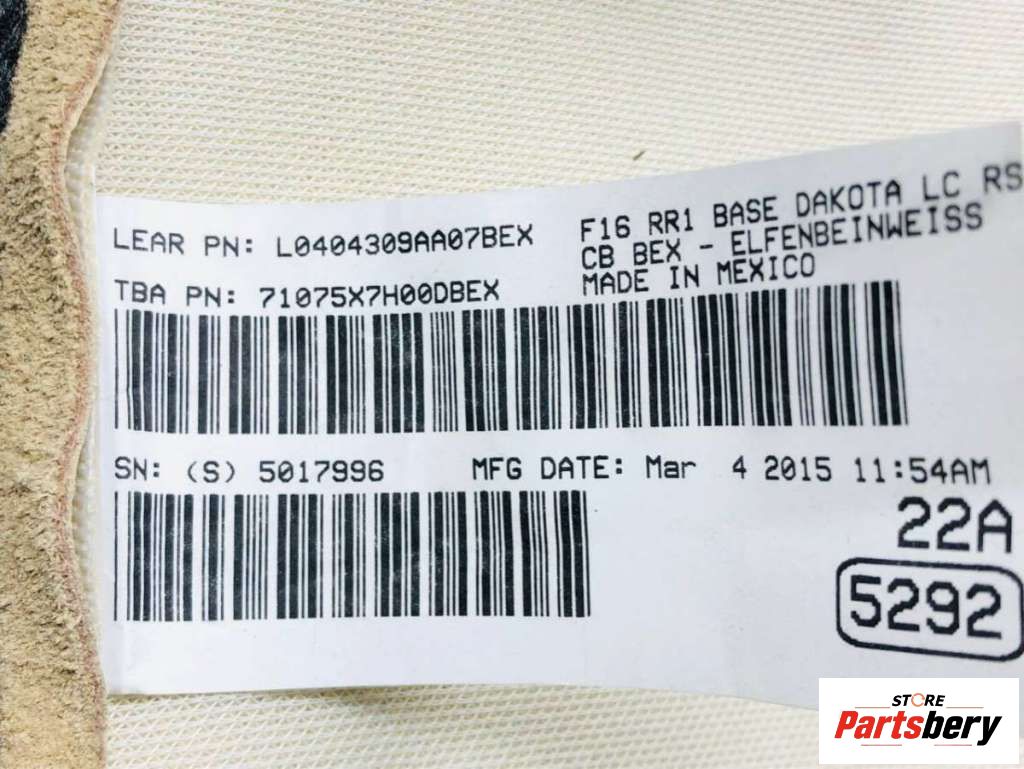 LEAR PN: L0404309AA07BEX
F16 RR1 BASE DAKOTA LC RS
CB BEX - ELFENBEINWEISS
MADE IN MEXICO
TBA PN: 71075X7H00DBEX
SN: (S) 5017996
MFG DATE: Mar 4 2015 11:54AM
22A
5292
STORE
Partsbery